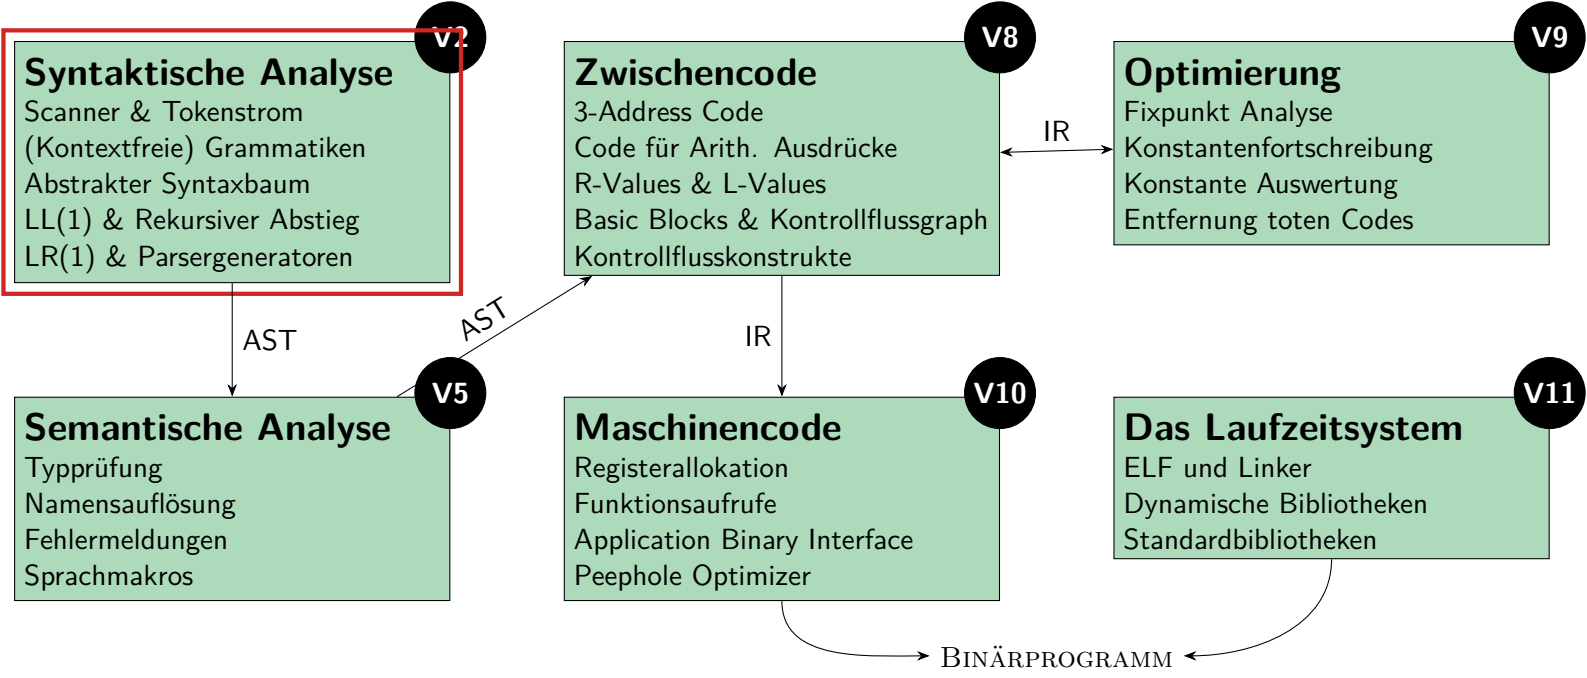 V2
Syntaktische Analyse
Scanner & Tokenstrom
(Kontextfreie) Grammatiken
Abstrakter Syntaxbaum
LL(1) & Rekursiver Abstieg
LR(1) & Parsergeneratoren
V8
Zwischencode
3-Address Code
Code für Arith. Ausdrücke
R-Values & L-Values
Basic Blocks & Kontrollflussgraph
Kontrollflusskonstrukte
IR
V9
Optimierung
Fixpunkt Analyse
Konstantenfortschreibung
Konstante Auswertung
Entfernung toten Codes
AST
AST
IR
V5
Semantische Analyse
Typprüfung
Namensauflösung
Fehlermeldungen
Sprachmakros
V10
Maschinencode
Registerallokation
Funktionsaufrufe
Application Binary Interface
Peephole Optimizer
V11
Das Laufzeitsystem
ELF und Linker
Dynamische Bibliotheken
Standardbibliotheken
BINÄRPROGRAMM